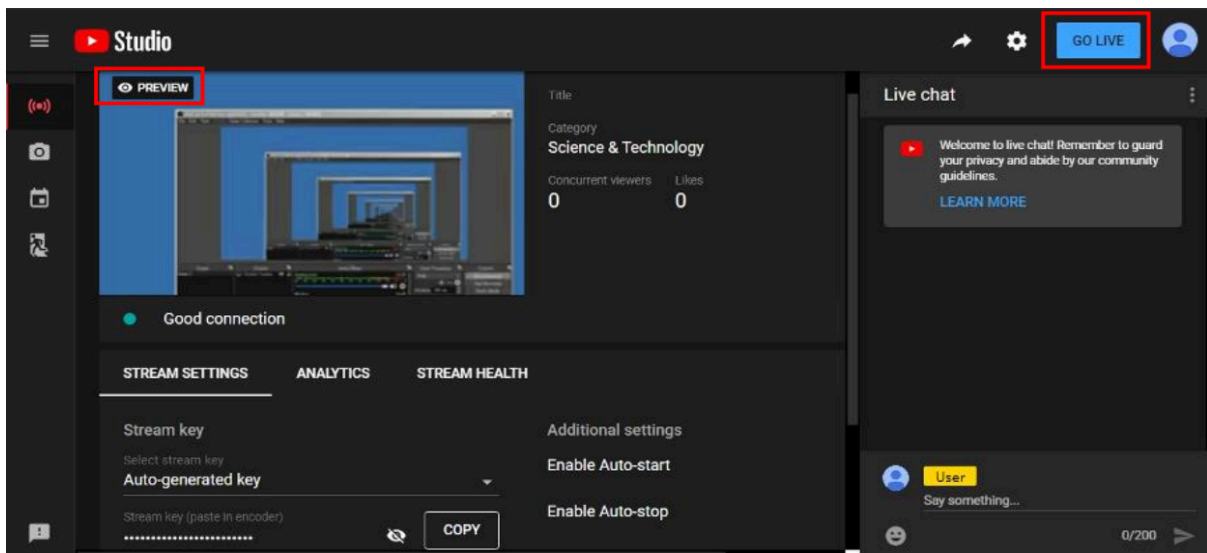 Studio
GO LIVE
PREVIEW
Title
Category
Science & Technology
Concurrent viewers Likes
0 0
Good connection
STREAM SETTINGS ANALYTICS STREAM HEALTH
Stream key
Select stream key
Auto-generated key
Stream key (paste in encoder)
COPY
Additional settings
Enable Auto-start
Enable Auto-stop
Live chat
Welcome to live chat! Remember to guard
your privacy and abide by our community
guidelines.
LEARN MORE
User
Say something...
0/200